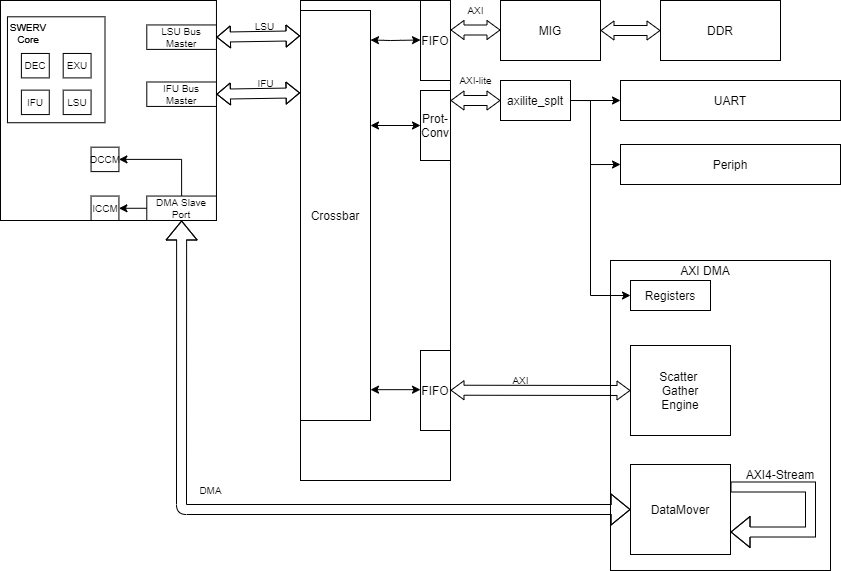 SWERV
Core
DEC
EXU
IFU
LSU
LSU Bus
Master
IFU Bus
Master
DCCM
ICCM
DMA Slave
Port
LSU
IFU
Crossbar
FIFO
Prot-
Conv
FIFO
AXI
AXI-lite
AXI
MIG
DDR
axilite_splt
UART
Periph
AXI DMA
Registers
Scatter
Gather
Engine
DataMover
AXI4-Stream
DMA